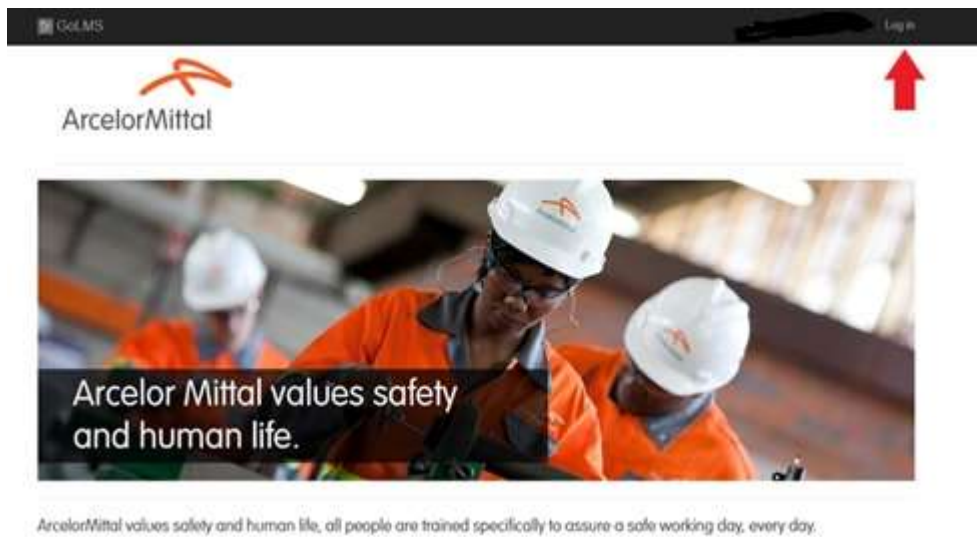 GoLMS
Log in
ArcelorMittal
ArcelorMittal
Arcelor Mittal values safety
and human life.
ArcelorMittal values safety and human life, all people are trained specifically to assure a safe working day, every day.